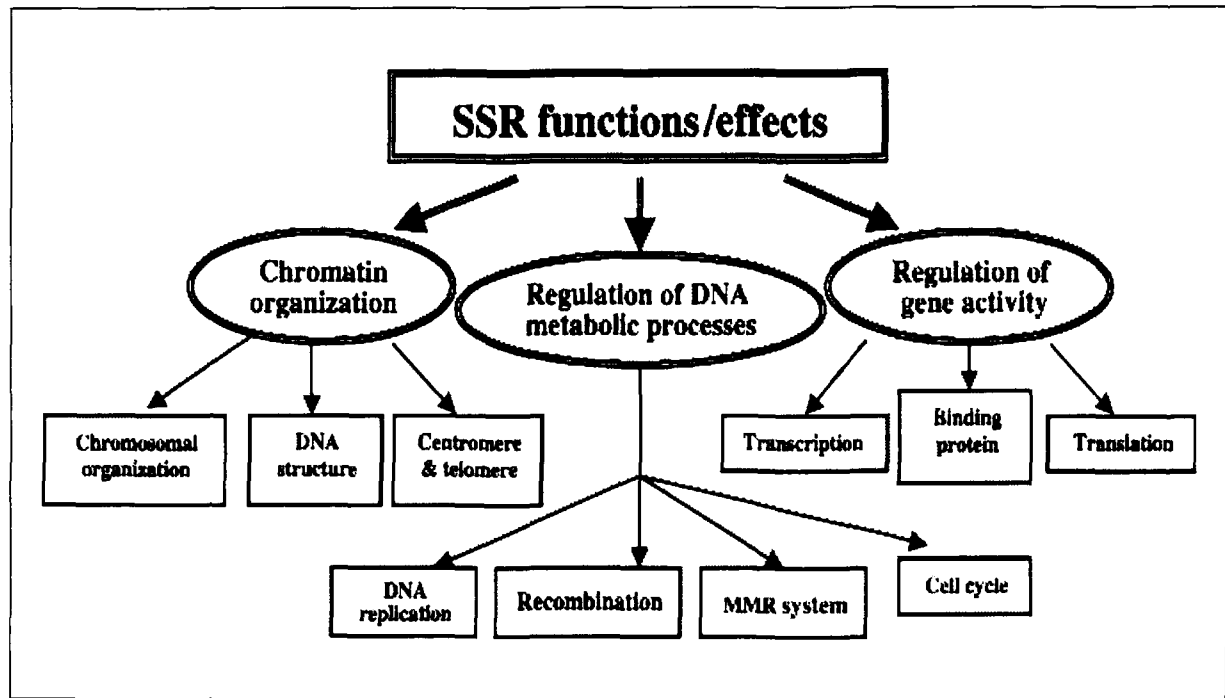 SSR functions/effects
Chromatin
organization
Regulation of DNA
metabolic processes
Regulation of
gene activity
Chromosomal
organization
DNA
structure
Centromere
& telomere
Transcription
Binding
protein
Translation
DNA
replication
Recombination
MMR system
Cell cycle